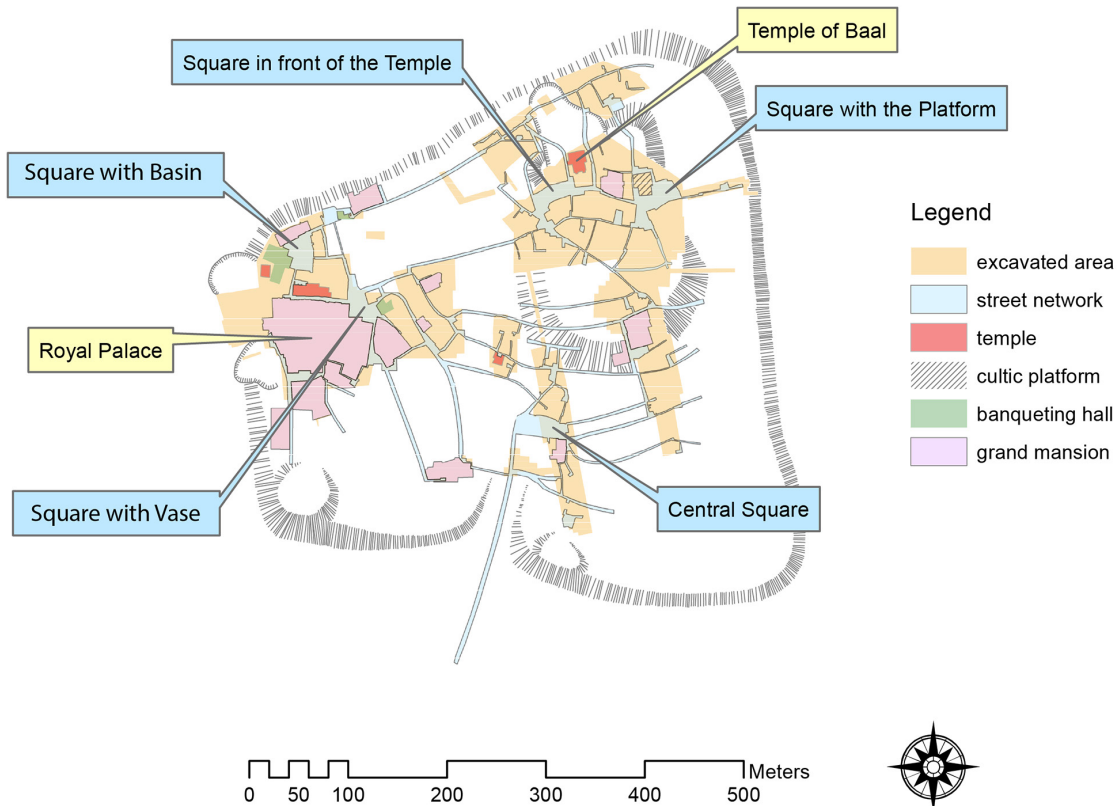 Temple of Baal
Square in front of the Temple
Square with the Platform
Square with Basin
Royal Palace
Square with Vase
Central Square
Legend
excavated area
street network
temple
cultic platform
banqueting hall
grand mansion
Meters
0 50 100 200 300 400 500